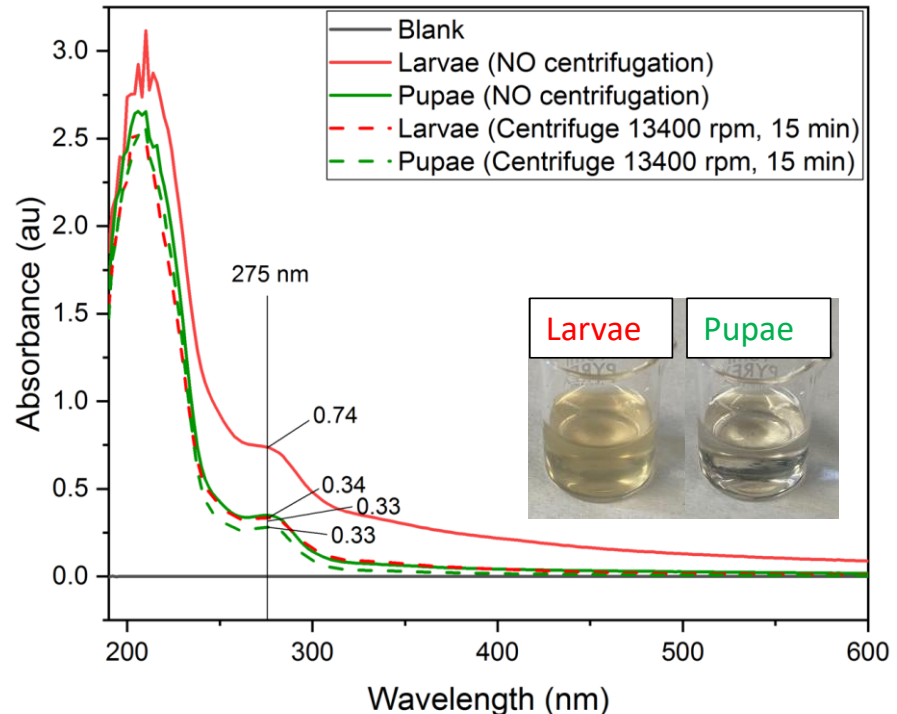 Blank
Larvae (NO centrifugation)
Pupae (NO centrifugation)
Larvae (Centrifuge 13400 rpm, 15 min)
Pupae (Centrifuge 13400 rpm, 15 min)
3.0
2.5
2.0
1.5
1.0
0.5
0.0
Absorbance (au)
275 nm
0.74
0.34
0.33
0.33
Larvae
Pupae
200
300
400
500
600
Wavelength (nm)